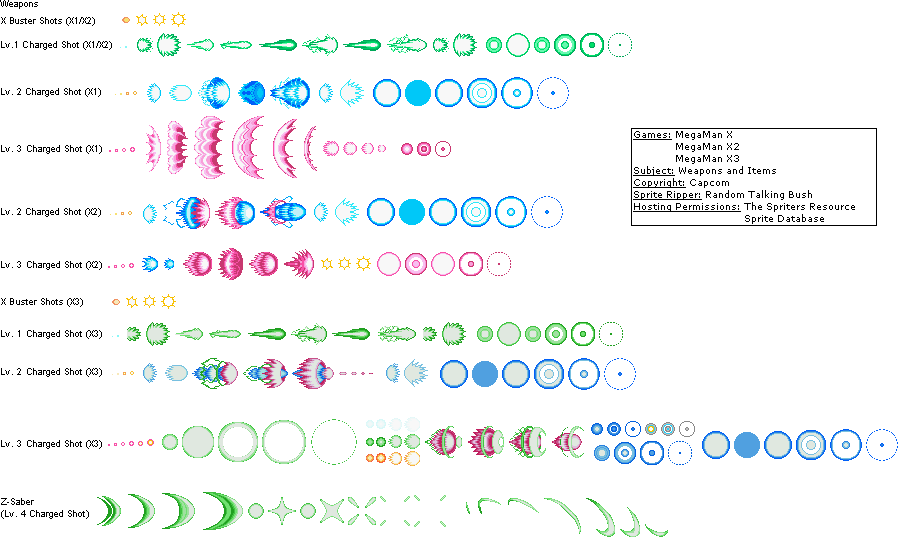 Weapons
X Buster Shots (X1/X2)
Lv.1 Charged Shot (X1/X2)
Lv. 2 Charged Shot (X1)
Lv. 3 Charged Shot (X1)
Games: MegaMan X
MegaMan X2
MegaMan X3
Subject: Weapons and Items
Copyright: Capcom
Sprite Ripper: Random Talking Bush
Hosting Permissions: The Spriters Resource
Sprite Database
Lv. 2 Charged Shot (X2)
Lv. 3 Charged Shot (X2)
X Buster Shots (X3)
Lv. 1 Charged Shot (X3)
Lv. 2 Charged Shot (X3)
Lv. 3 Charged Shot (X3)
Z-Saber
(Lv. 4 Charged Shot)